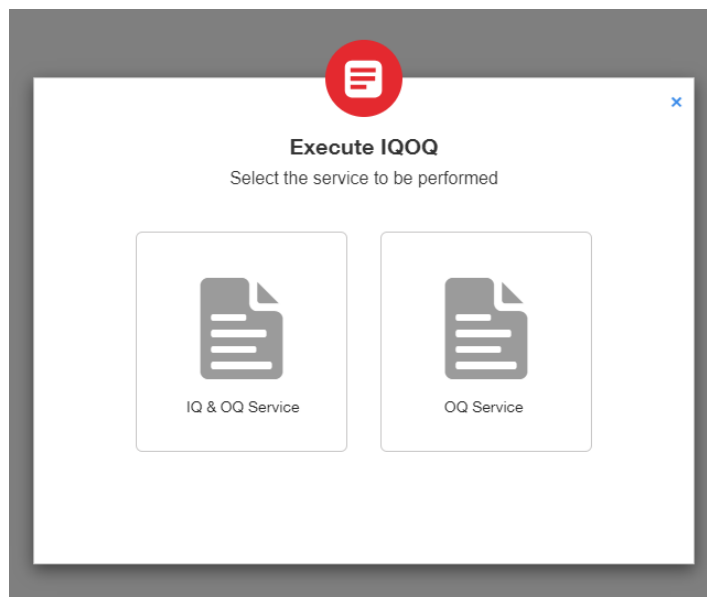 ×
Execute IQOQ
Select the service to be performed
IQ & OQ Service
OQ Service